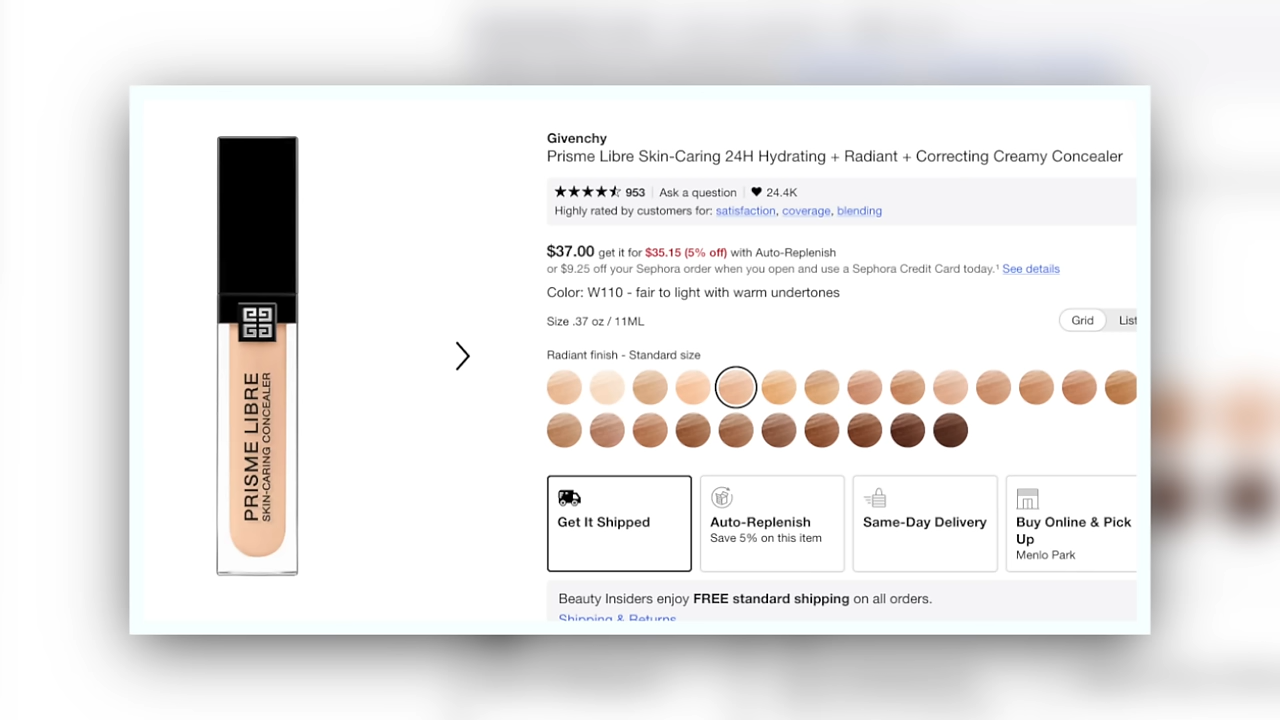 PRISME LIBRE
SKIN-CARING CONCEALER
Givenchy
Prisme Libre Skin-Caring 24H Hydrating + Radiant + Correcting Creamy Concealer
953 Ask a question 24.4K
Highly rated by customers for: satisfaction, coverage, blending
$37.00 get it for $35.15 (5% off) with Auto-Replenish
or $9.25 off your Sephora order when you open and use a Sephora Credit Card today.¹ See details
Color: W110 - fair to light with warm undertones
Size .37 oz / 11ML
Grid List
Radiant finish - Standard size
Get It Shipped
Auto-Replenish
Save 5% on this item
Same-Day Delivery
Buy Online & Pick
Up
Menlo Park
Beauty Insiders enjoy FREE standard shipping on all orders.
Shipping & Returns